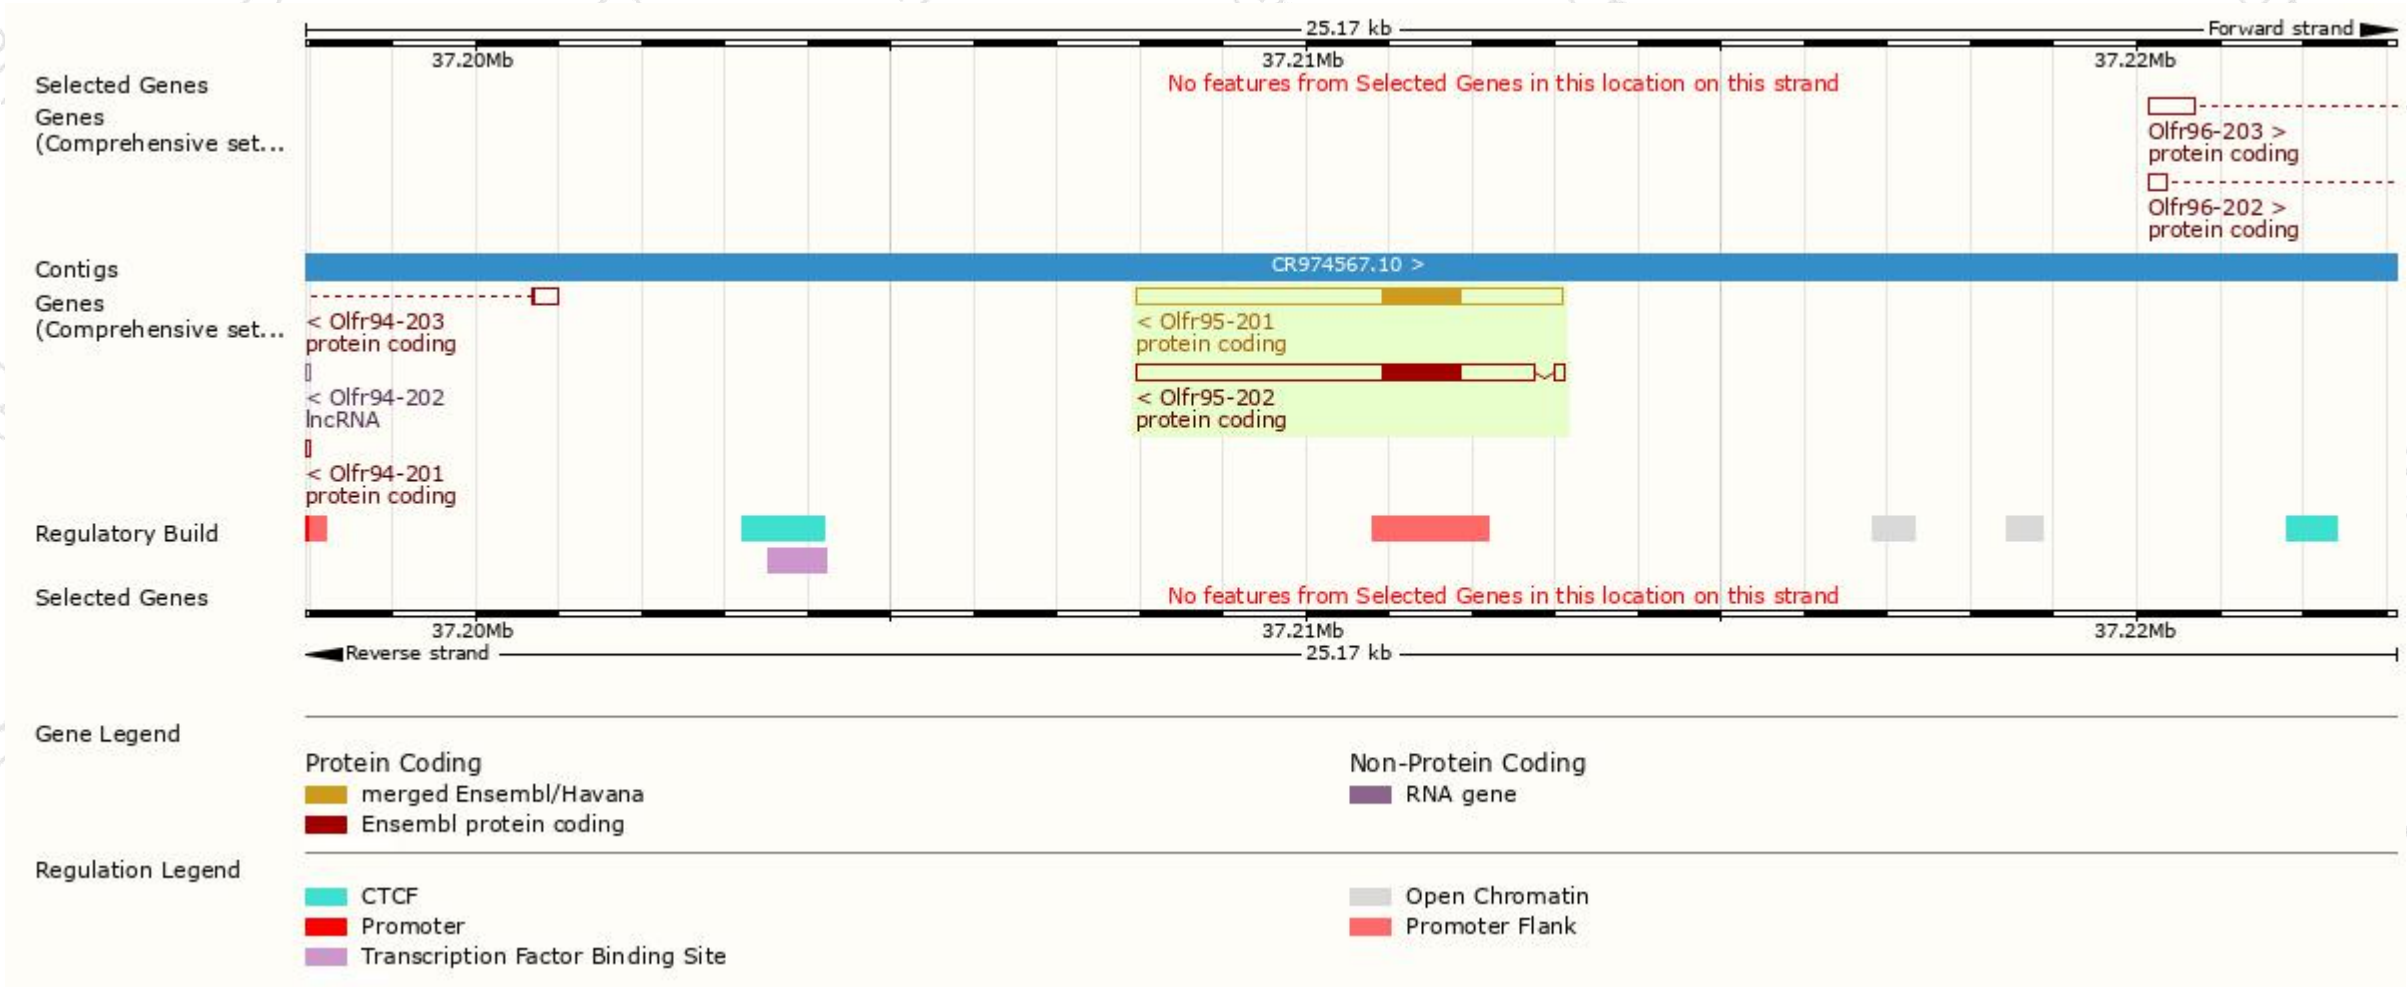 25.17 kb
Forward strand
37.20Mb 37.21Mb 37.22Mb
Selected Genes
No features from Selected Genes in this location on this strand
Genes
(Comprehensive set...
Olfr96-203 >
protein coding
Olfr96-202 >
protein coding
Contigs
CR974567.10 >
Genes
(Comprehensive set...
< Olfr94-203
protein coding
< Olfr95-201
protein coding
< Olfr94-202
lncRNA
< Olfr95-202
protein coding
< Olfr94-201
protein coding
Regulatory Build
Selected Genes
No features from Selected Genes in this location on this strand
37.20Mb 37.21Mb 37.22Mb
Reverse strand
25.17 kb
Gene Legend
Protein Coding
merged Ensembl/Havana
Ensembl protein coding
Non-Protein Coding
RNA gene
Regulation Legend
CTCF
Promoter
Transcription Factor Binding Site
Open Chromatin
Promoter Flank